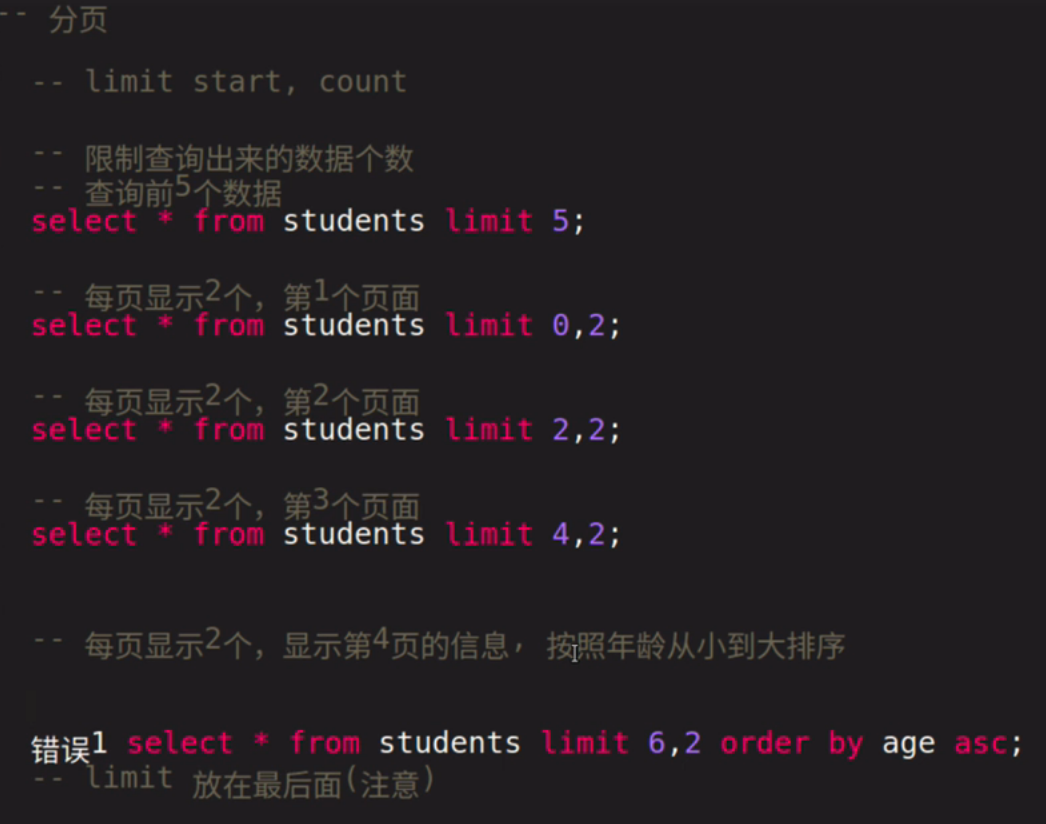 -- 分页
-- limit start, count
-- 限制查询出来的数据个数
-- 查询前5个数据
select * from students limit 5;
-- 每页显示2个，第1个页面
select * from students limit 0,2;
-- 每页显示2个，第2个页面
select * from students limit 2,2;
-- 每页显示2个，第3个页面
select * from students limit 4,2;
-- 每页显示2个，显示第4页的信息，按照年龄从小到大排序
错误1 select * from students limit 6,2 order by age asc;
-- limit 放在最后面(注意)